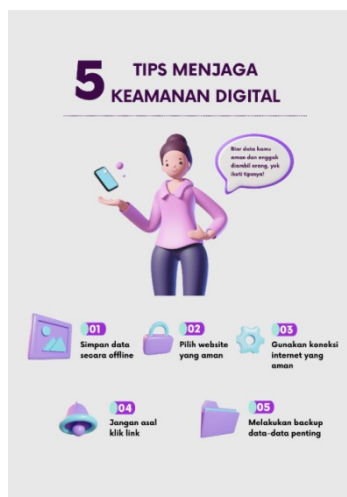 5 TIPS MENJAGA
KEAMANAN DIGITAL
Biar data kamu
aman dan enggak
diambil orang, yuk
ikuti tipsnya!
01
Simpan data
secara offline
02
Pilih website
yang aman
03
Gunakan koneksi
internet yang
aman
04
Jangan asal
klik link
05
Melakukan backup
data-data penting